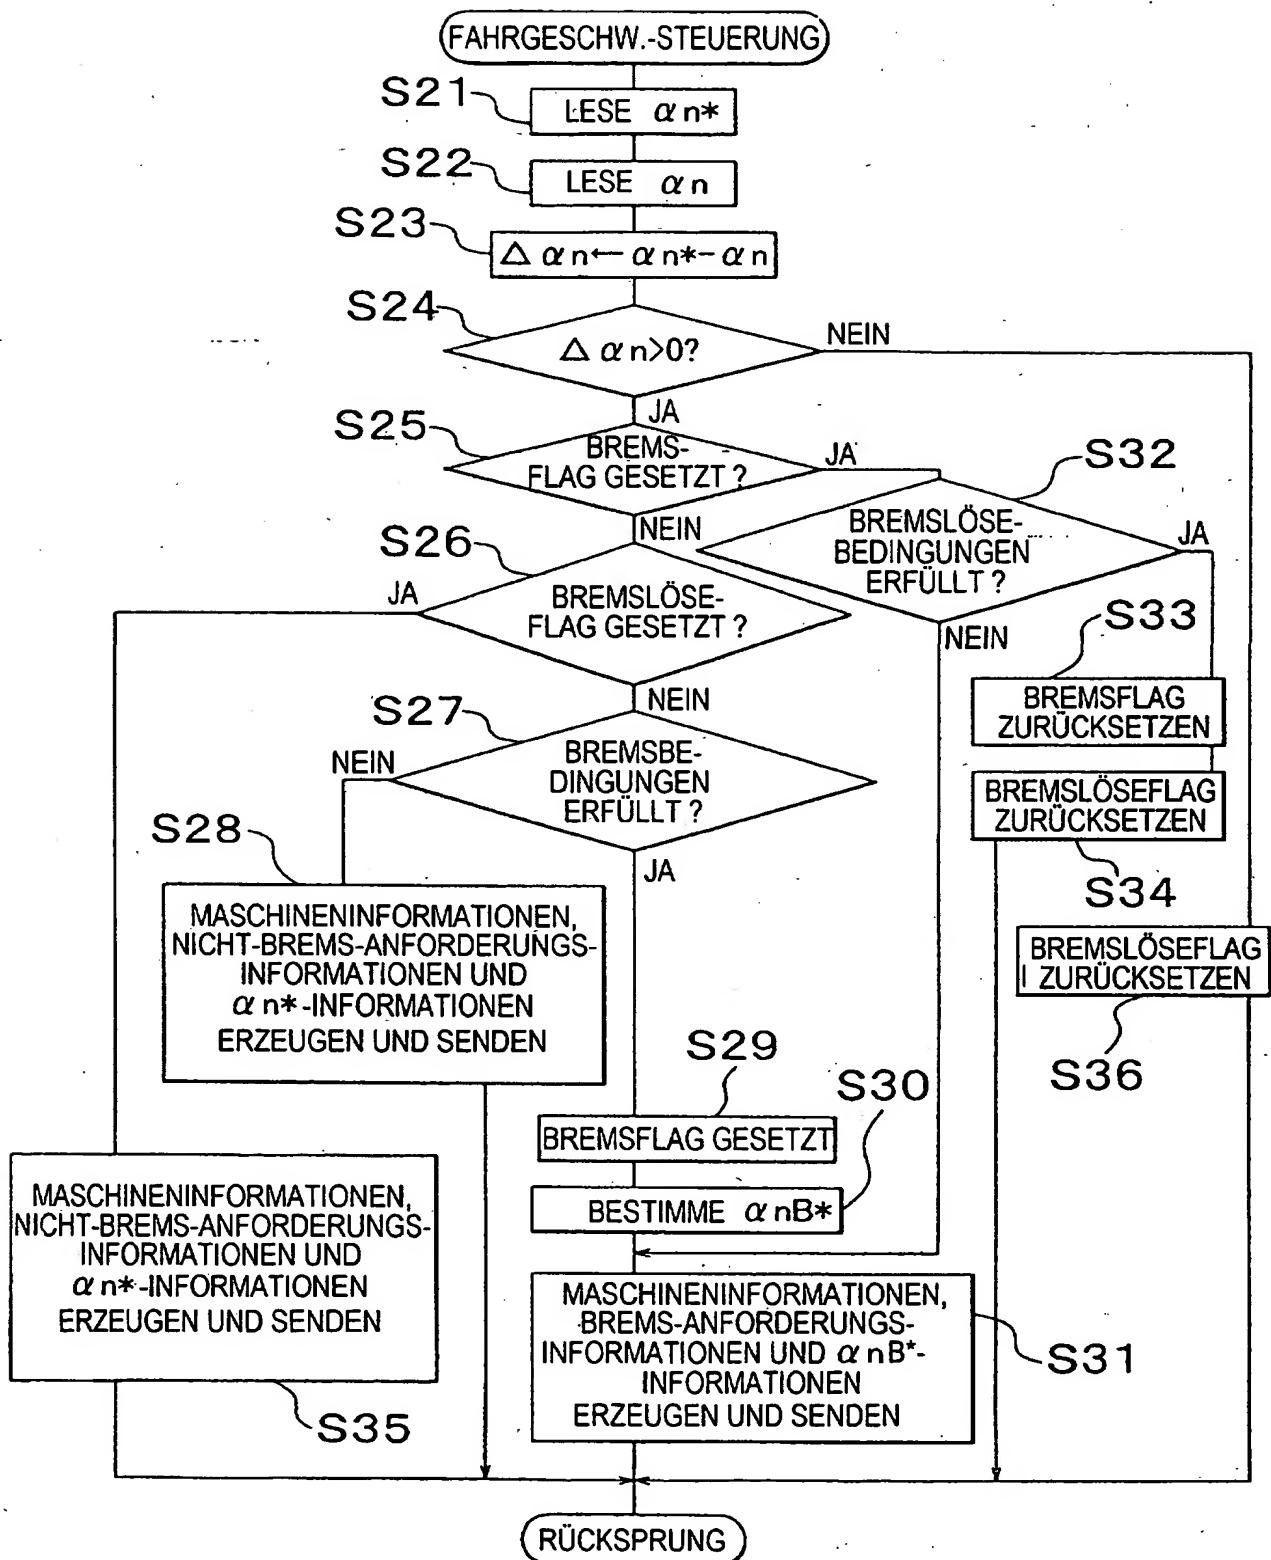 FAHRGESCHW.-STEUERUNG
S21
LESE αn*
S22
LESE αn
S23
△αn←αn*-αn
S24
△αn>0?
NEIN
JA
S25
BREMS-
FLAG GESETZT ?
JA
S32
NEIN
BREMSLÖSE-
BEDINGUNGEN
ERFÜLLT ?
JA
S26
JA
BREMSLÖSE-
FLAG GESETZT ?
NEIN
S33
NEIN
BREMSFLAG
ZURÜCKSETZEN
S27
NEIN
BREMSBE-
DINGUNGEN
ERFÜLLT ?
BREMSLÖSEFLAG
ZURÜCKSETZEN
S28
JA
S34
MASCHINENINFORMATIONEN,
NICHT-BREMS-ANFORDERUNGS-
INFORMATIONEN UND
αn*-INFORMATIONEN
ERZEUGEN UND SENDEN
BREMSLÖSEFLAG
ZURÜCKSETZEN
S36
S29
S30
BREMSFLAG GESETZT
BESTIMME αnB*
MASCHINENINFORMATIONEN,
NICHT-BREMS-ANFORDERUNGS-
INFORMATIONEN UND
αn*-INFORMATIONEN
ERZEUGEN UND SENDEN
S35
MASCHINENINFORMATIONEN,
BREMS-ANFORDERUNGS-
INFORMATIONEN UND αnB*-
INFORMATIONEN
ERZEUGEN UND SENDEN
S31
RÜCKSPRUNG